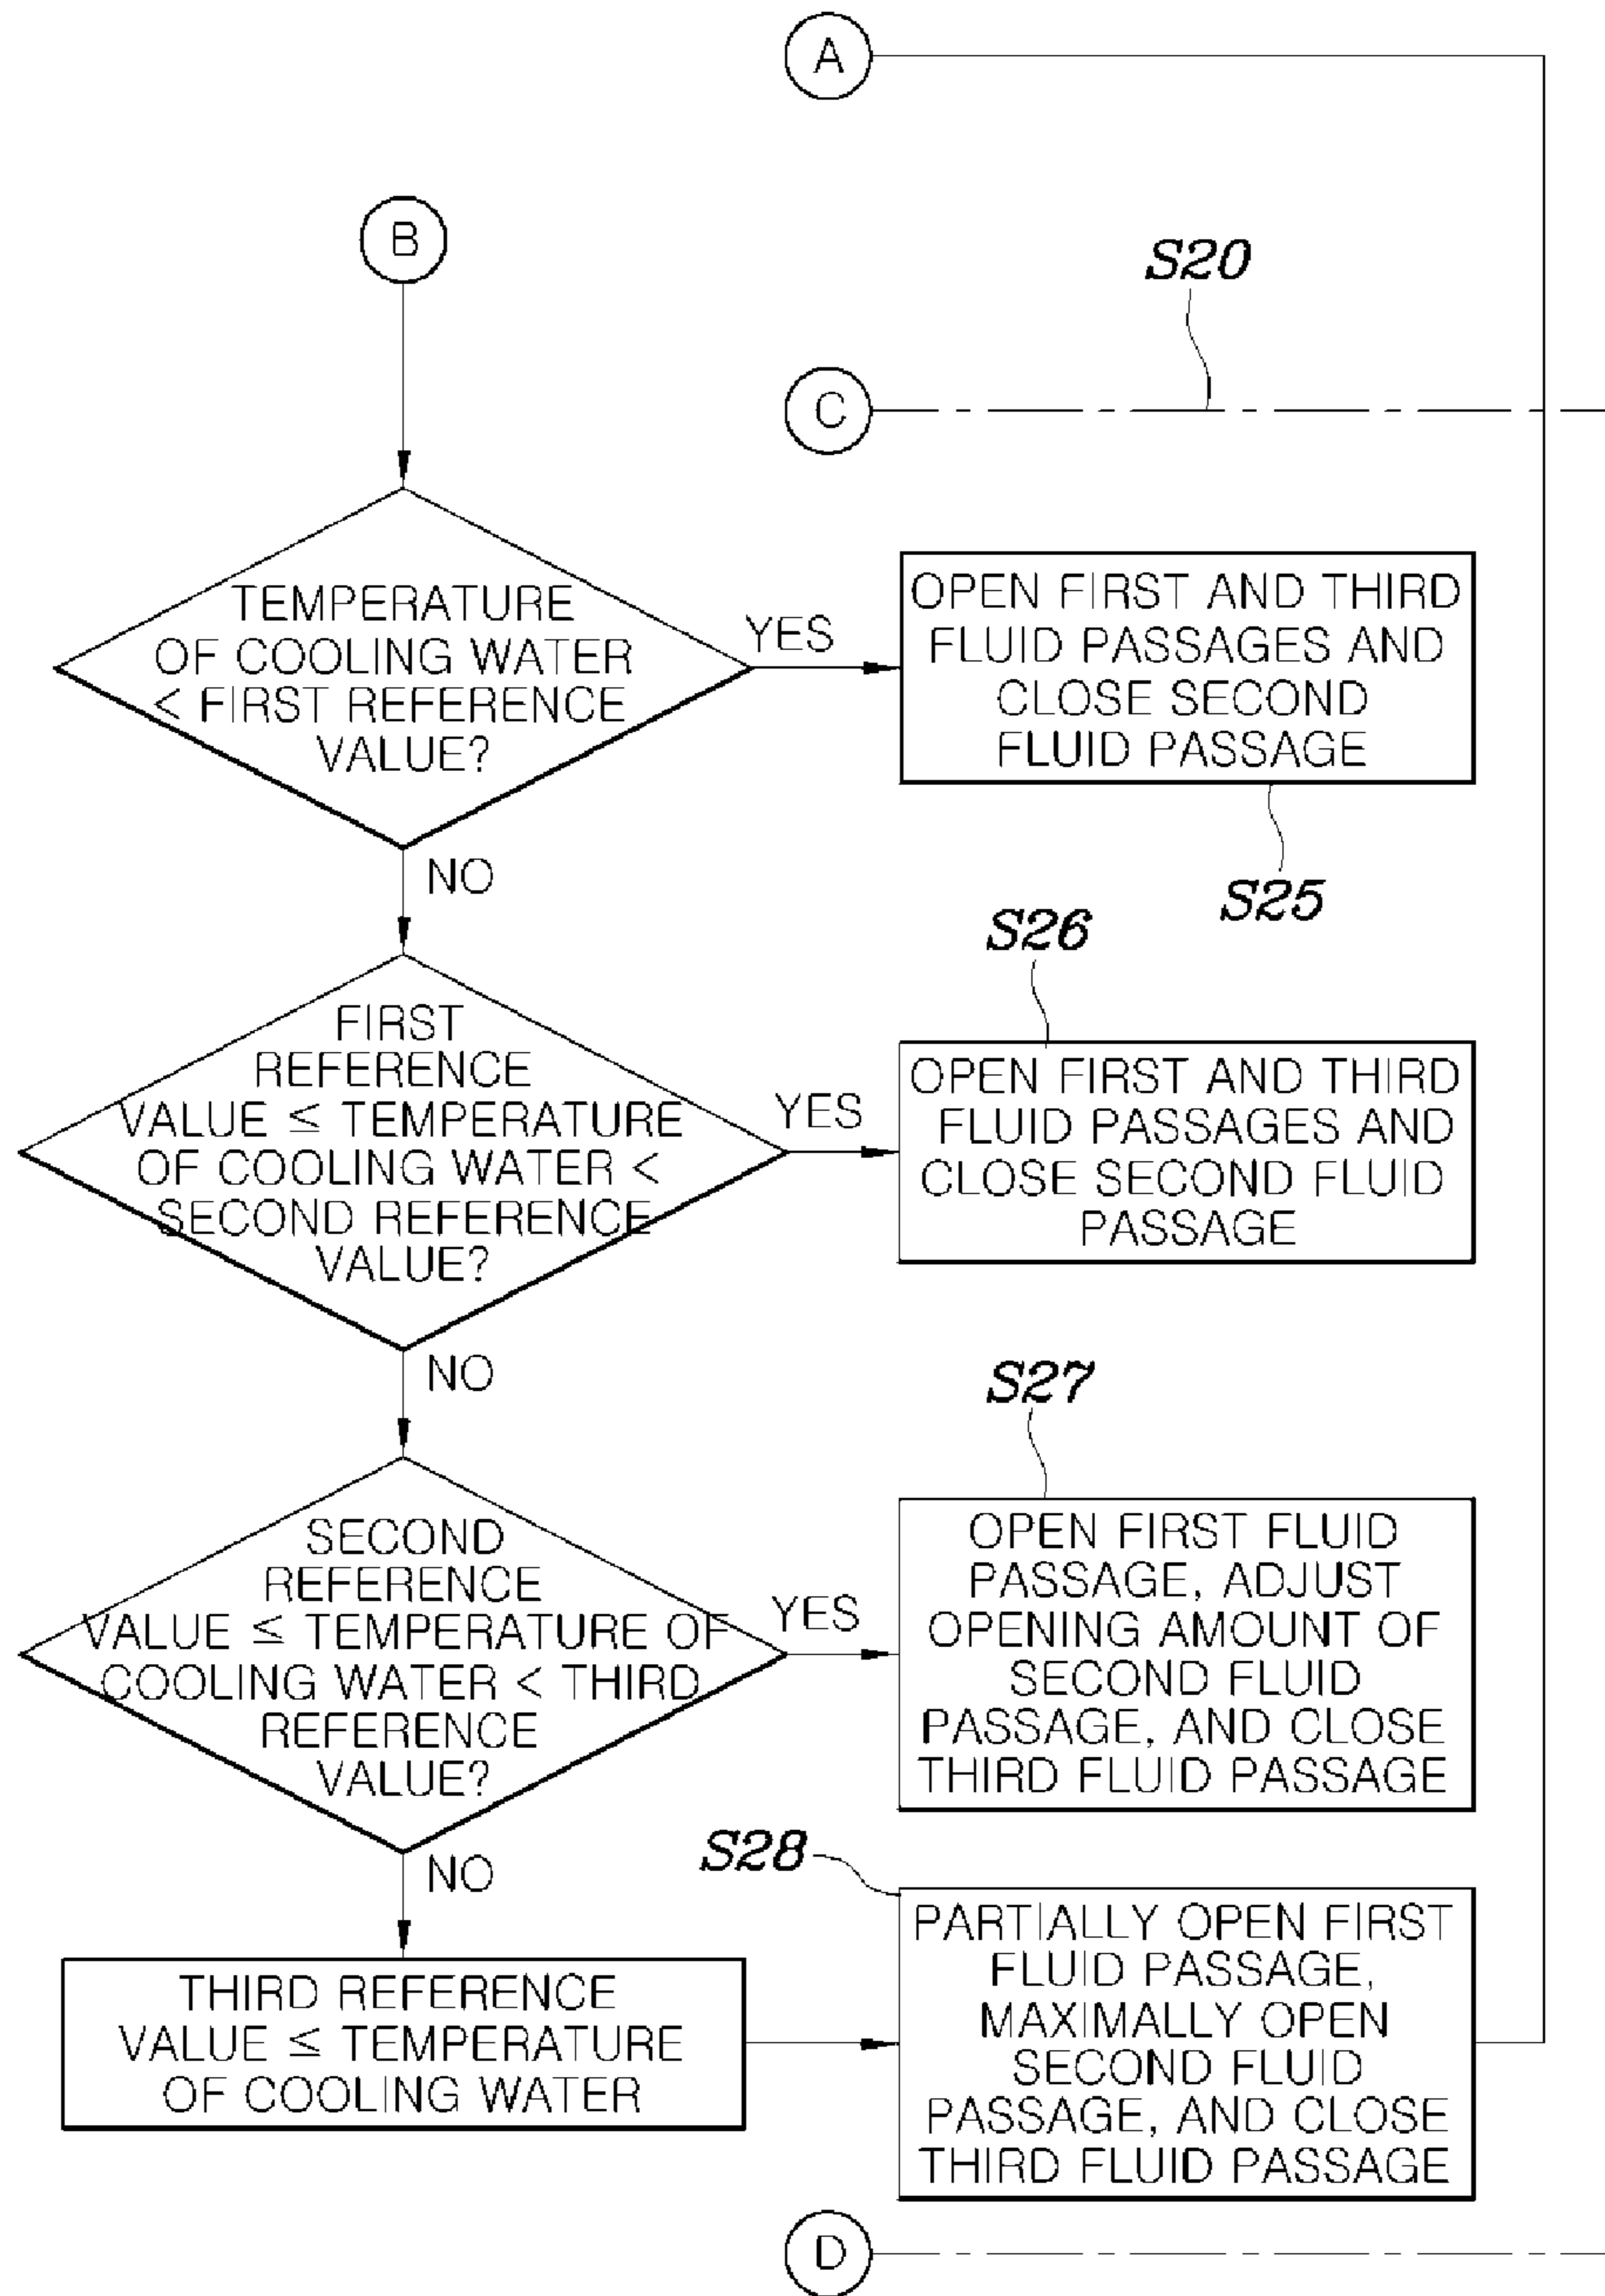 A
B
S20
C
TEMPERATURE
OF COOLING WATER
< FIRST REFERENCE
VALUE?
YES
OPEN FIRST AND THIRD
FLUID PASSAGES AND
CLOSE SECOND
FLUID PASSAGE
S25
NO
S26
FIRST
REFERENCE
VALUE ≤ TEMPERATURE
OF COOLING WATER <
SECOND REFERENCE
VALUE?
YES
OPEN FIRST AND THIRD
FLUID PASSAGES AND
CLOSE SECOND FLUID
PASSAGE
NO
S27
SECOND
REFERENCE
VALUE ≤ TEMPERATURE OF
COOLING WATER < THIRD
REFERENCE
VALUE?
YES
OPEN FIRST FLUID
PASSAGE, ADJUST
OPENING AMOUNT OF
SECOND FLUID
PASSAGE, AND CLOSE
THIRD FLUID PASSAGE
NO
S28
THIRD REFERENCE
VALUE ≤ TEMPERATURE
OF COOLING WATER
PARTIALLY OPEN FIRST
FLUID PASSAGE,
MAXIMALLY OPEN
SECOND FLUID
PASSAGE, AND CLOSE
THIRD FLUID PASSAGE
D